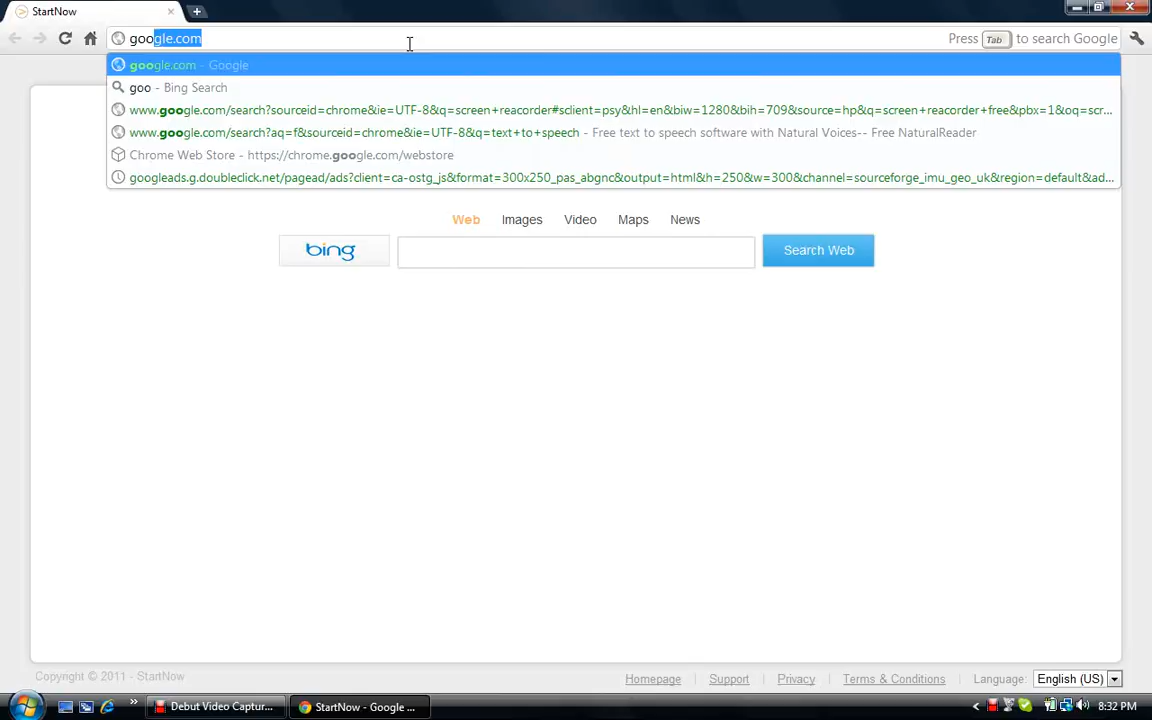 StartNow
google.com
Press Tab to search Google
google.com - Google
goo - Bing Search
www.google.com/search?sourceid=chrome&ie=UTF-8&q=screen+reacorder#sclient=psy&hl=en&biw=1280&bih=709&source=hp&q=screen+reacorder+free&pbx=1&oq=scr...
www.google.com/search?aq=f&sourceid=chrome&ie=UTF-8&q=text+to+speech - Free text to speech software with Natural Voices-- Free NaturalReader
Chrome Web Store - https://chrome.google.com/webstore
googleads.g.doubleclick.net/pagead/ads?client=ca-ostg_js&format=300x250_pas_abgnc&output=html&h=250&w=300&channel=sourceforge_imu_geo_uk&region=default&ad...
Web Images Video Maps News
bing Search Web
Copyright © 2011 - StartNow Homepage Support Privacy Terms & Conditions Language: English (US)
Debut Video Captur... StartNow - Google ... 8:32 PM